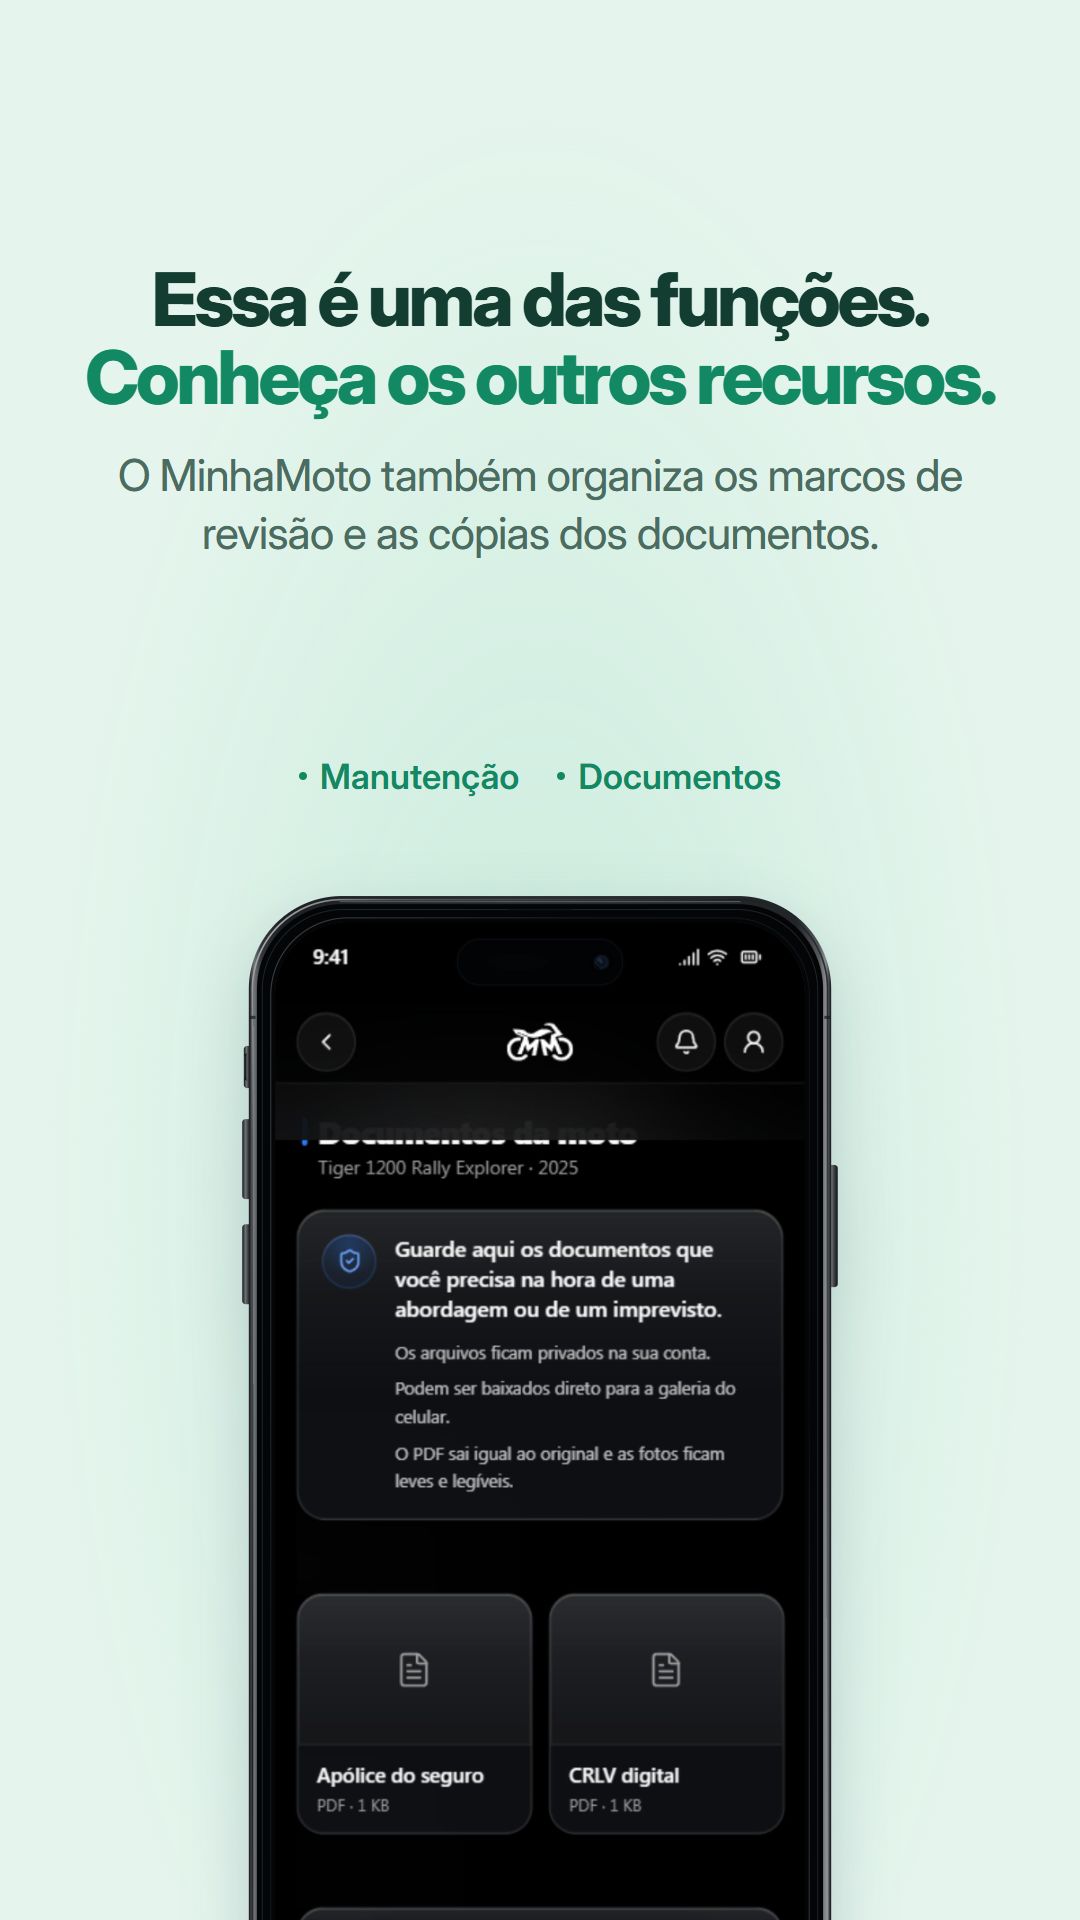 Essa é uma das funções.
Conheça os outros recursos.
O MinhaMoto também organiza os marcos de
revisão e as cópias dos documentos.
• Manutenção • Documentos
9:41
MM
Documentos da moto
Tiger 1200 Rally Explorer · 2025
Guarde aqui os documentos que
você precisa na hora de uma
abordagem ou de um imprevisto.
Os arquivos ficam privados na sua conta.
Podem ser baixados direto para a galeria do
celular.
O PDF sai igual ao original e as fotos ficam
leves e legíveis.
Apólice do seguro
PDF · 1 KB
CRLV digital
PDF · 1 KB